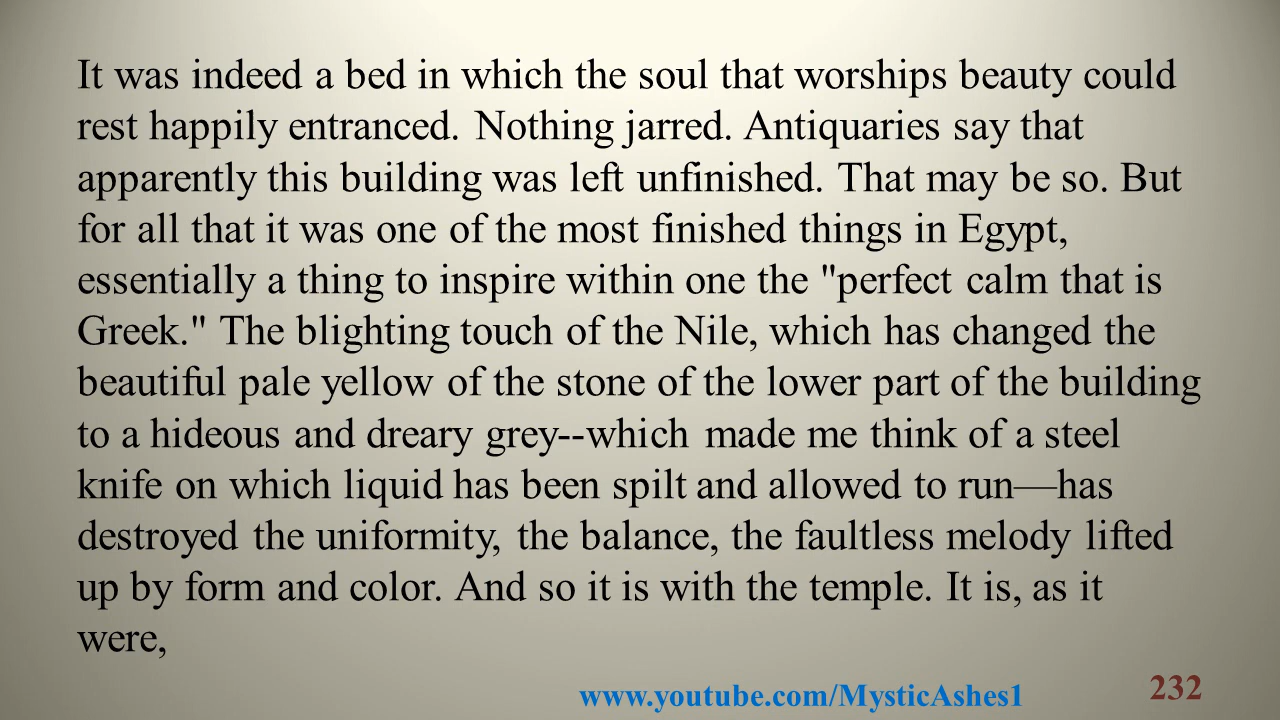 It was indeed a bed in which the soul that worships beauty could
rest happily entranced. Nothing jarred. Antiquaries say that
apparently this building was left unfinished. That may be so. But
for all that it was one of the most finished things in Egypt,
essentially a thing to inspire within one the "perfect calm that is
Greek." The blighting touch of the Nile, which has changed the
beautiful pale yellow of the stone of the lower part of the building
to a hideous and dreary grey--which made me think of a steel
knife on which liquid has been spilt and allowed to run—has
destroyed the uniformity, the balance, the faultless melody lifted
up by form and color. And so it is with the temple. It is, as it
were,
www.youtube.com/MysticAshes1 232